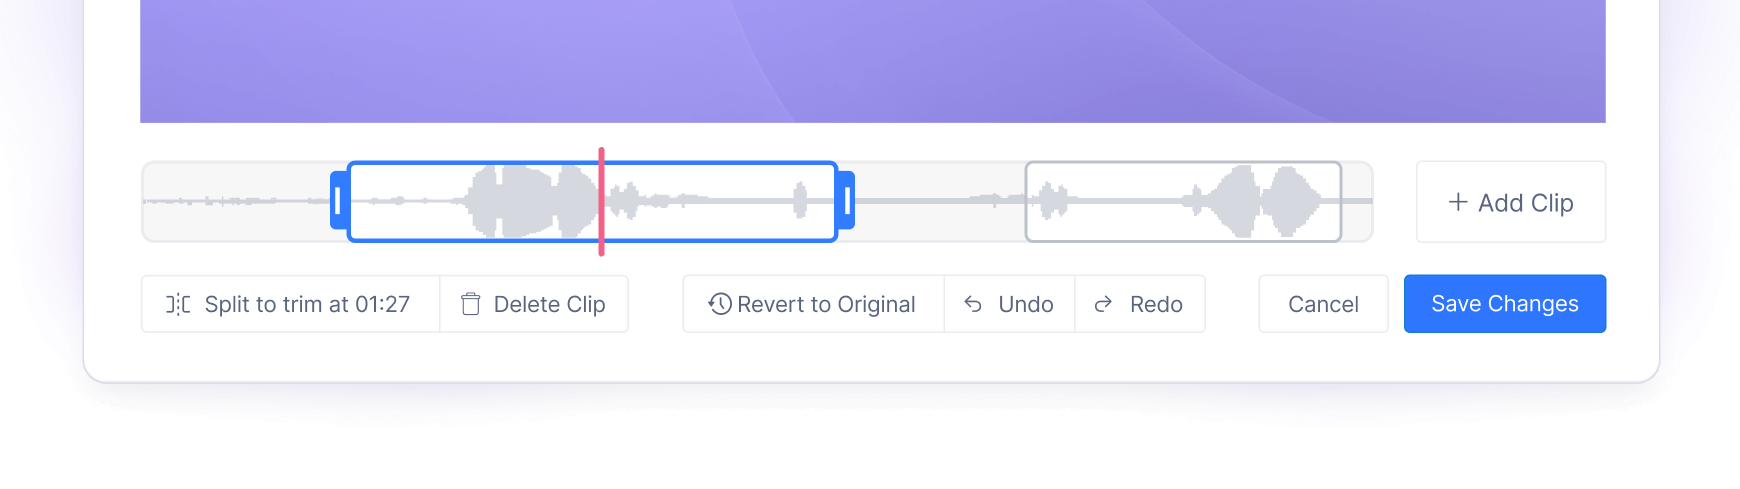 + Add Clip
Split to trim at 01:27
Delete Clip
Revert to Original
Undo
Redo
Cancel
Save Changes